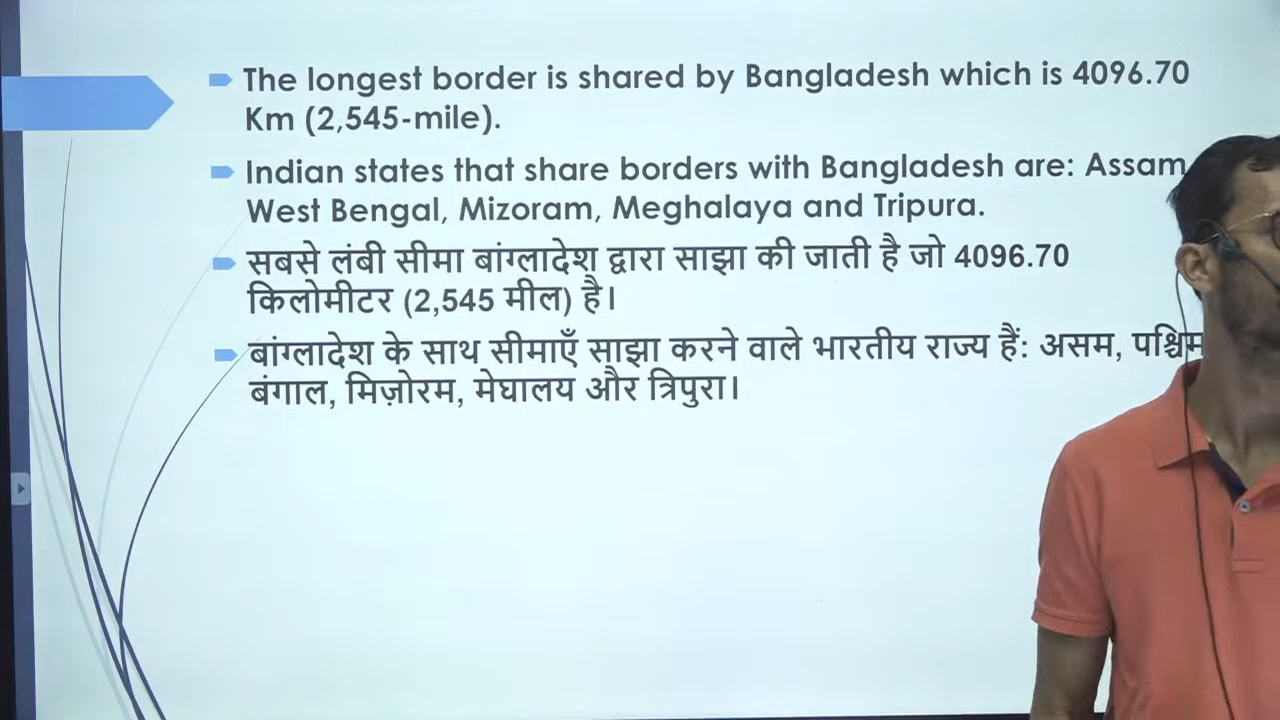 The longest border is shared by Bangladesh which is 4096.70
Km (2,545-mile).
Indian states that share borders with Bangladesh are: Assam
West Bengal, Mizoram, Meghalaya and Tripura.
सबसे लंबी सीमा बांग्लादेश द्वारा साझा की जाती है जो 4096.70
किलोमीटर (2,545 मील) है।
बांग्लादेश के साथ सीमाएँ साझा करने वाले भारतीय राज्य हैं: असम, पश्चिम
बंगाल, मिज़ोरम, मेघालय और त्रिपुरा।